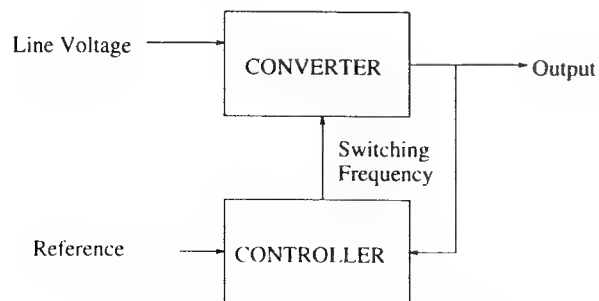 Line Voltage
CONVERTER
Output
Switching
Frequency
Reference
CONTROLLER